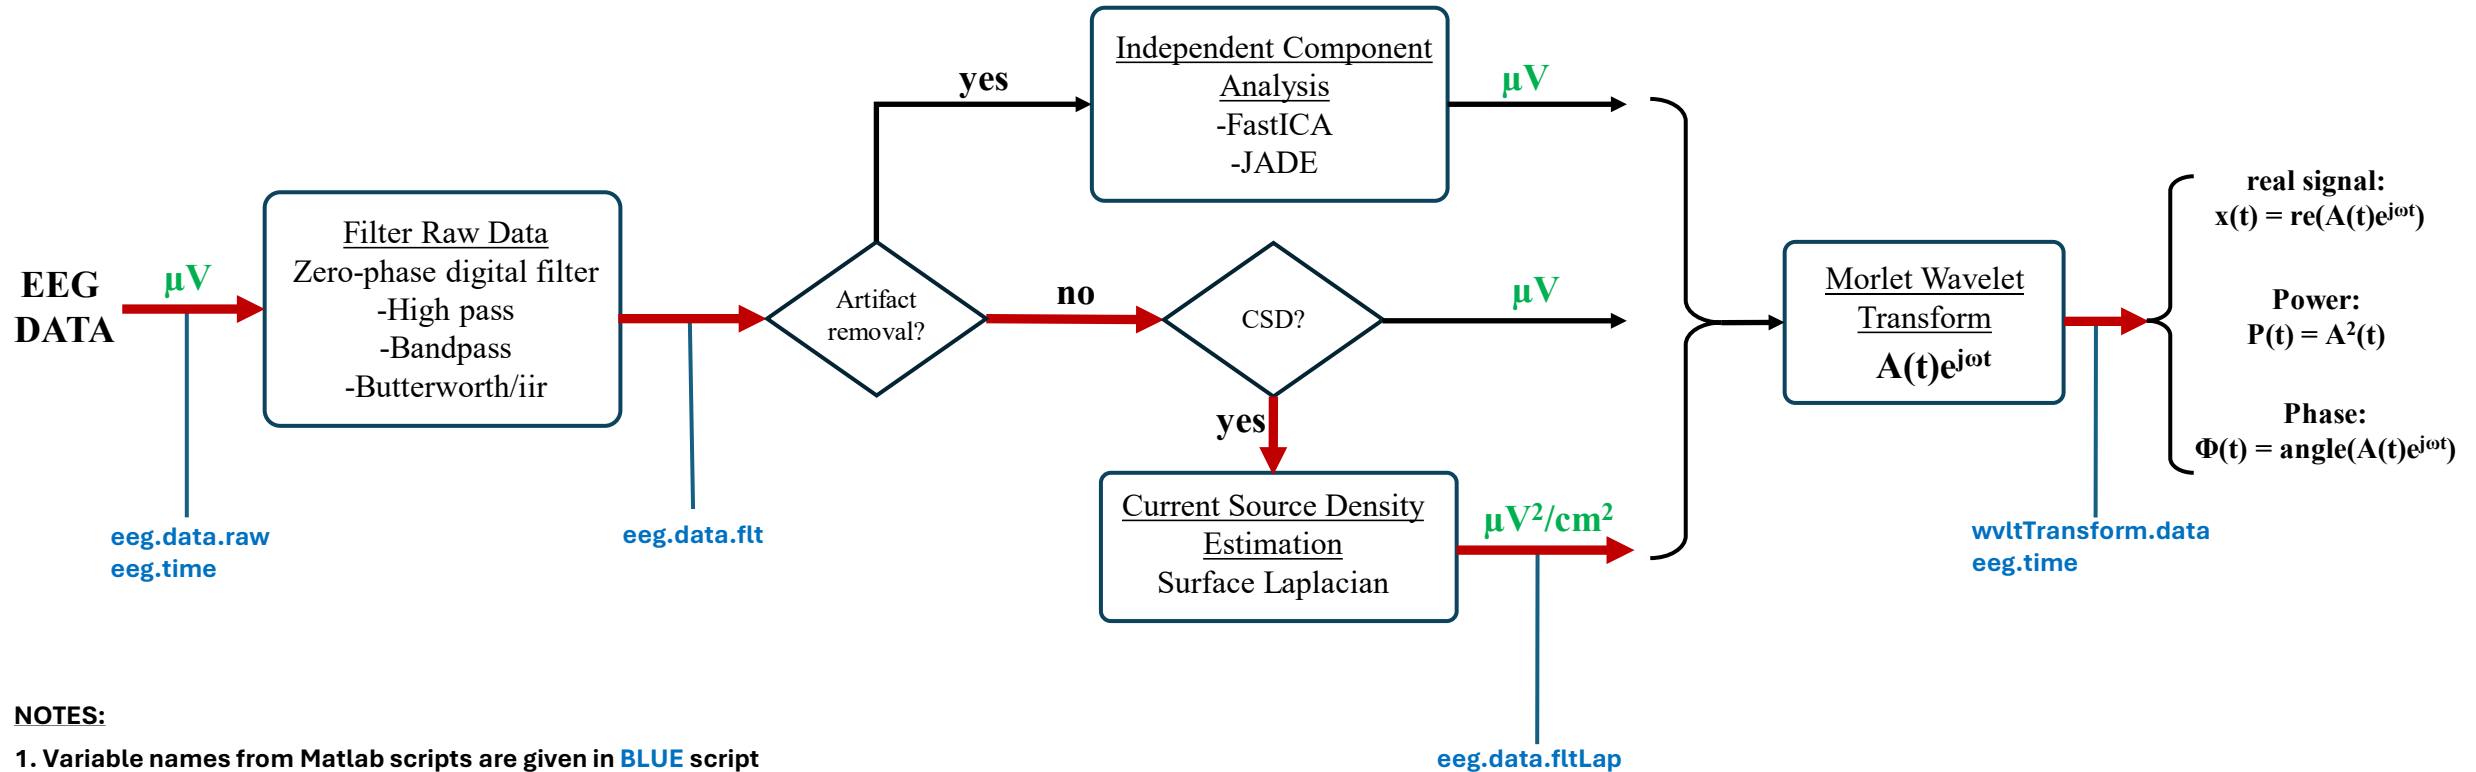 EEG
DATA
μV
Filter Raw Data
Zero-phase digital filter
-High pass
-Bandpass
-Butterworth/iir
eeg.data.raw
eeg.time
eeg.data.flt
Artifact
removal?
yes
Independent Component
Analysis
-FastICA
-JADE
μV
no
CSD?
μV
yes
Current Source Density
Estimation
Surface Laplacian
μV²/cm²
eeg.data.fltLap
Morlet Wavelet
Transform
A(t)e^jωt
wvltTransform.data
eeg.time
real signal:
x(t) = re(A(t)e^jωt)
Power:
P(t) = A²(t)
Phase:
Φ(t) = angle(A(t)e^jωt)
NOTES:
1. Variable names from Matlab scripts are given in BLUE script